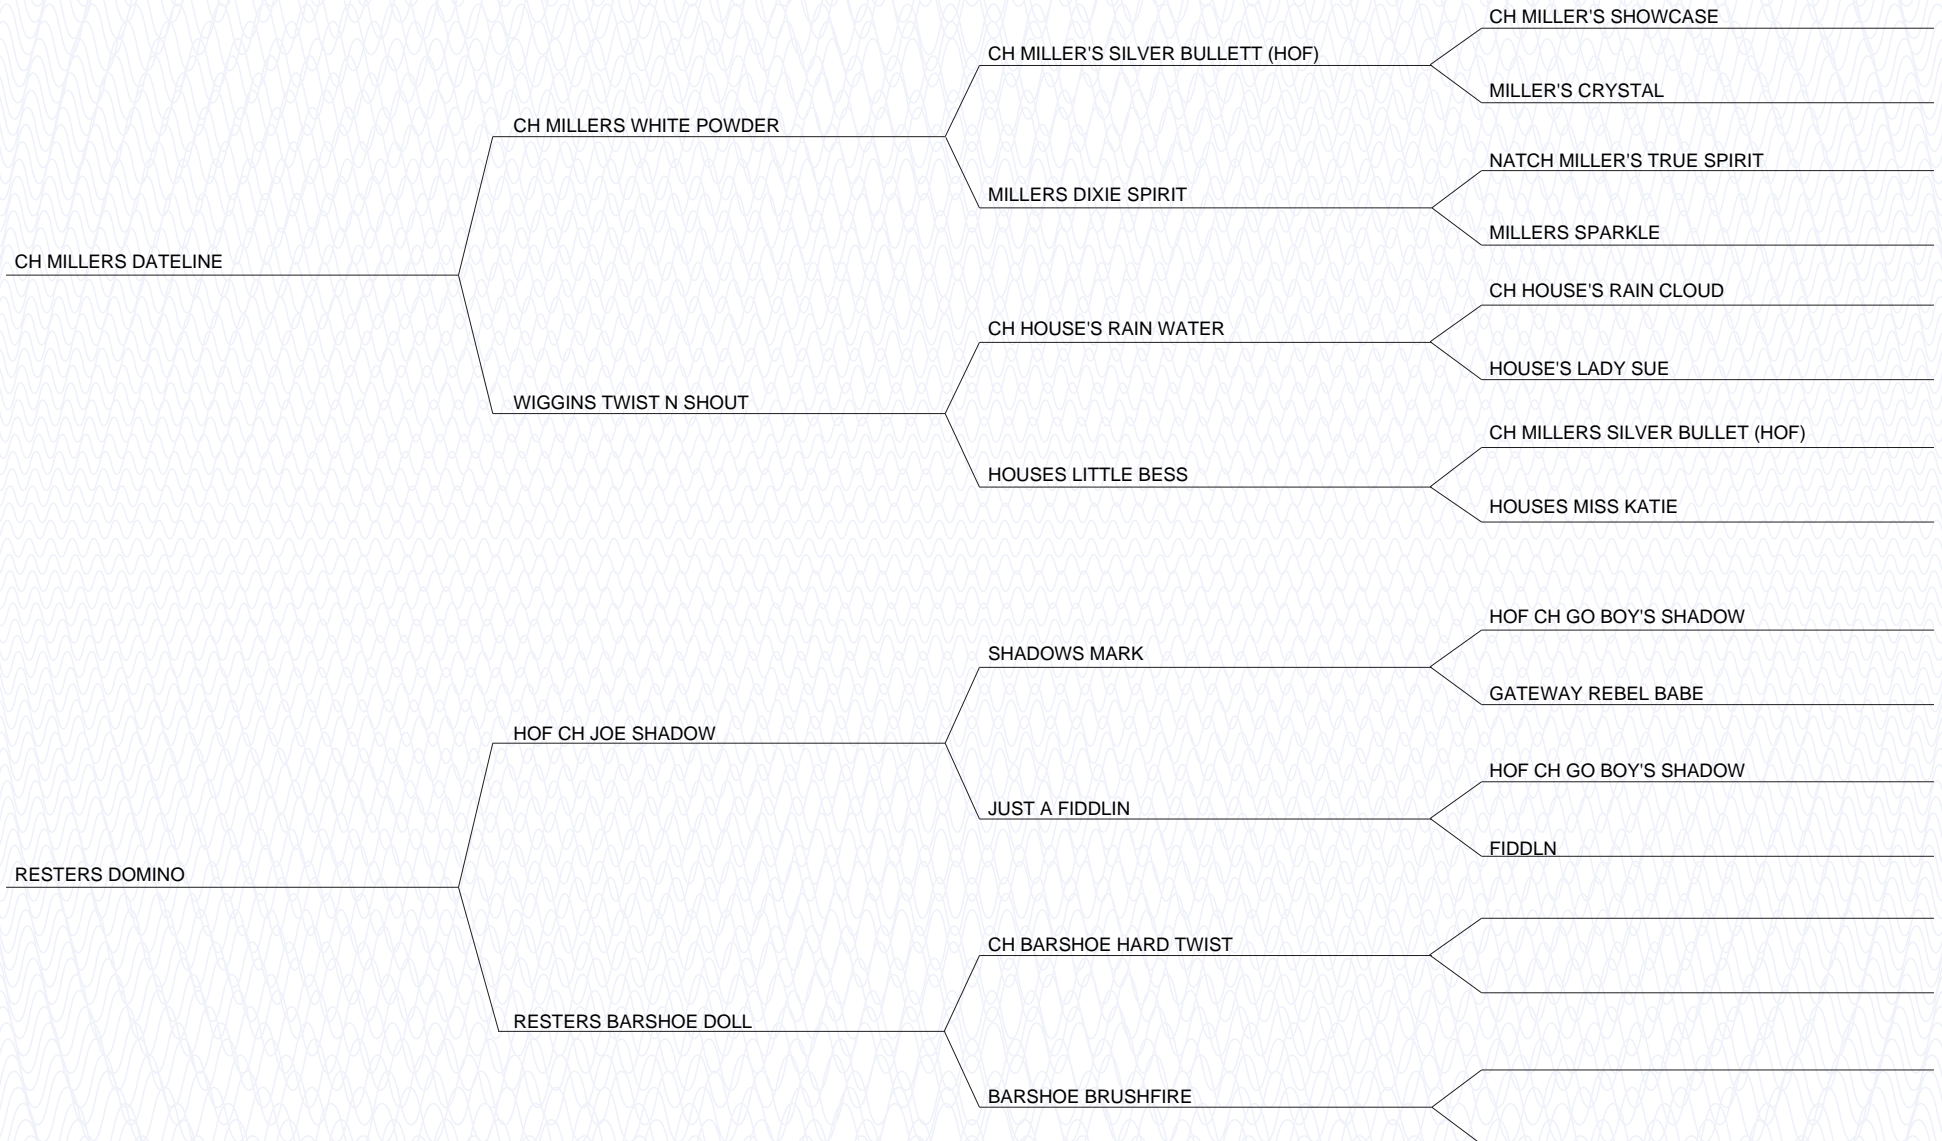 CH MILLER'S SHOWCASE
CH MILLER'S SILVER BULLETT (HOF)
MILLER'S CRYSTAL
CH MILLERS WHITE POWDER
NATCH MILLER'S TRUE SPIRIT
MILLERS DIXIE SPIRIT
MILLERS SPARKLE
CH MILLERS DATELINE
CH HOUSE'S RAIN CLOUD
CH HOUSE'S RAIN WATER
HOUSE'S LADY SUE
WIGGINS TWIST N SHOUT
CH MILLERS SILVER BULLET (HOF)
HOUSES LITTLE BESS
HOUSES MISS KATIE
HOF CH GO BOY'S SHADOW
SHADOWS MARK
GATEWAY REBEL BABE
HOF CH JOE SHADOW
HOF CH GO BOY'S SHADOW
JUST A FIDDLIN
FIDDLN
RESTERS DOMINO
CH BARSHOE HARD TWIST
RESTERS BARSHOE DOLL
BARSHOE BRUSHFIRE